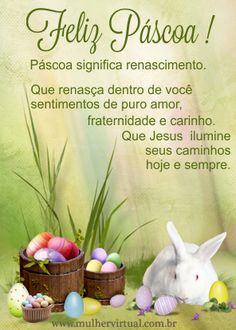 Feliz Páscoa !
Páscoa significa renascimento.
Que renasça dentro de você
sentimentos de puro amor,
fraternidade e carinho.
Que Jesus ilumine
seus caminhos
hoje e sempre.
www.mulhervirtual.com.br